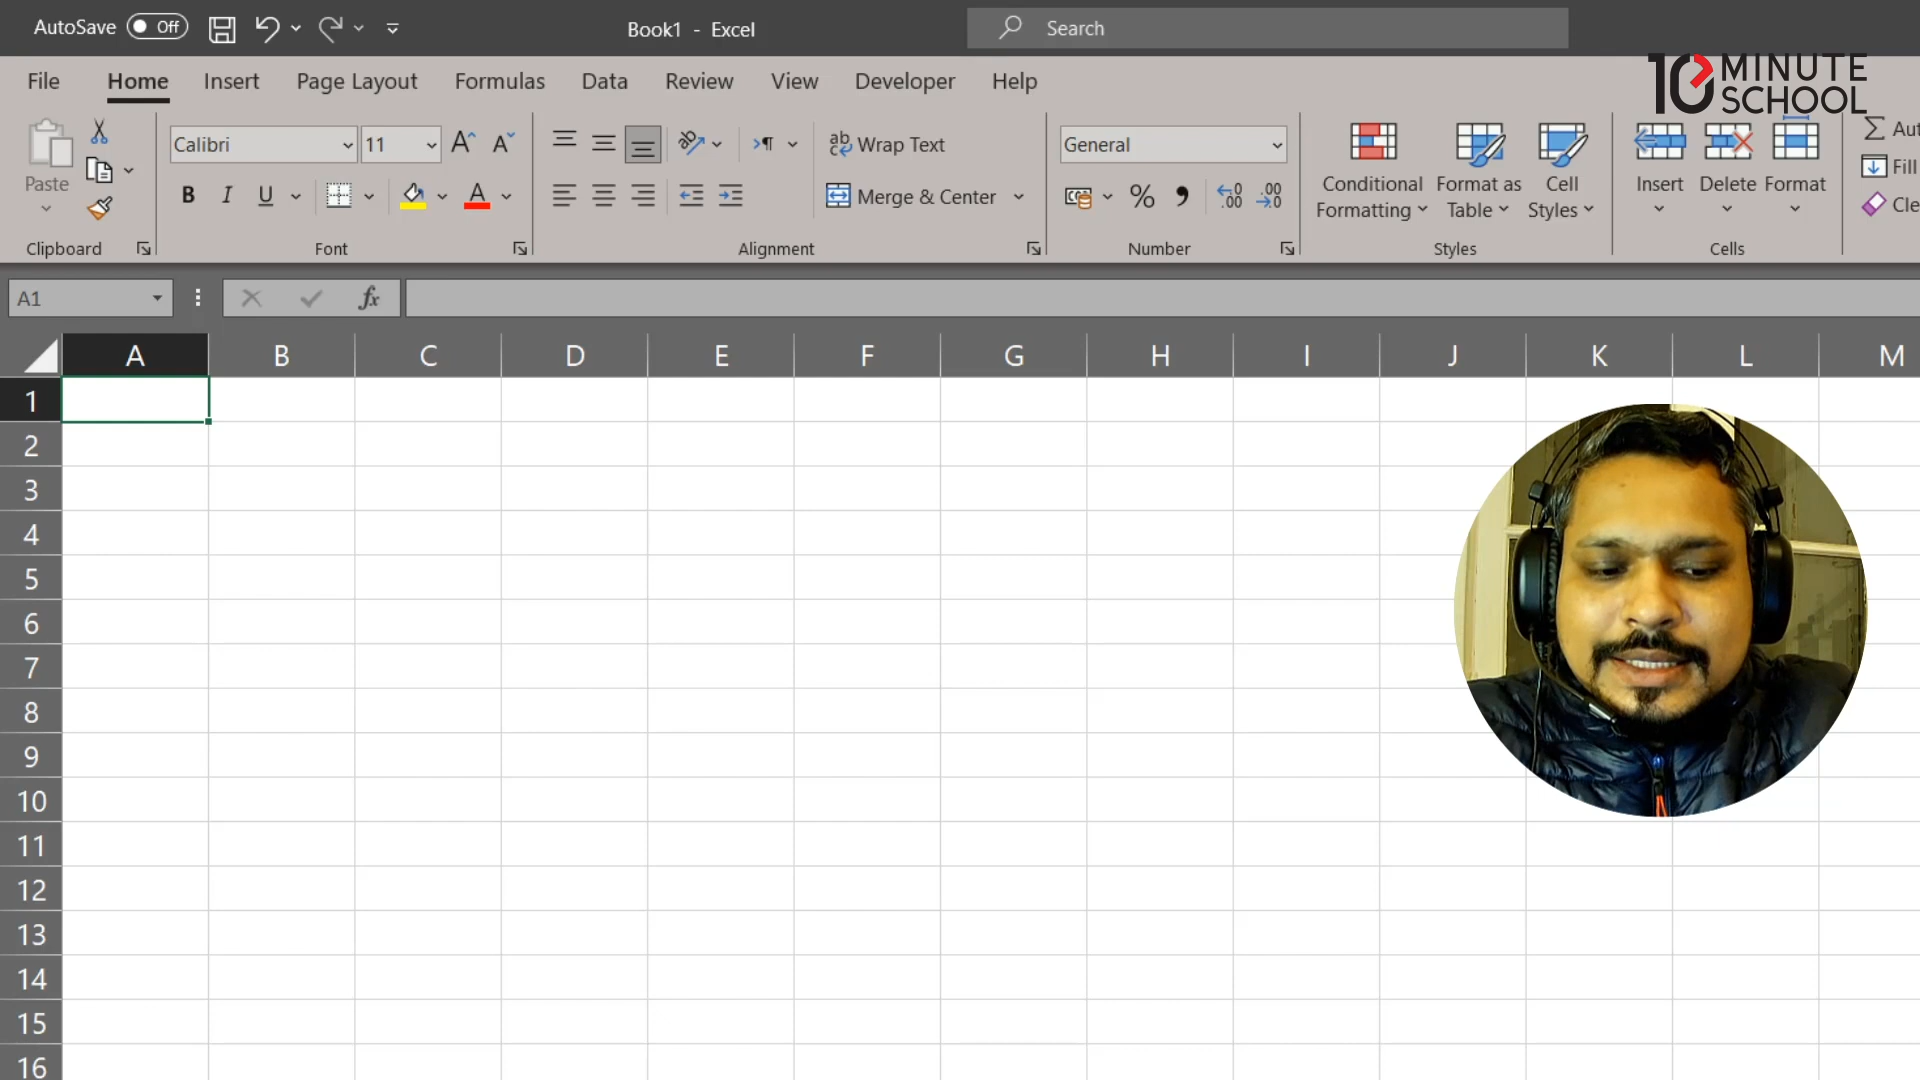 AutoSave Off Book1 - Excel Search
10 MINUTE SCHOOL
File Home Insert Page Layout Formulas Data Review View Developer Help
Paste
Calibri 11
Wrap Text
General
B I U
Merge & Center
% 
Conditional Formatting
Format as Table
Cell Styles
Insert Delete Format
Fill
Clipboard Font Alignment Number Styles Cells
A1 fx
A B C D E F G H I J K L M
1
2
3
4
5
6
7
8
9
10
11
12
13
14
15
16